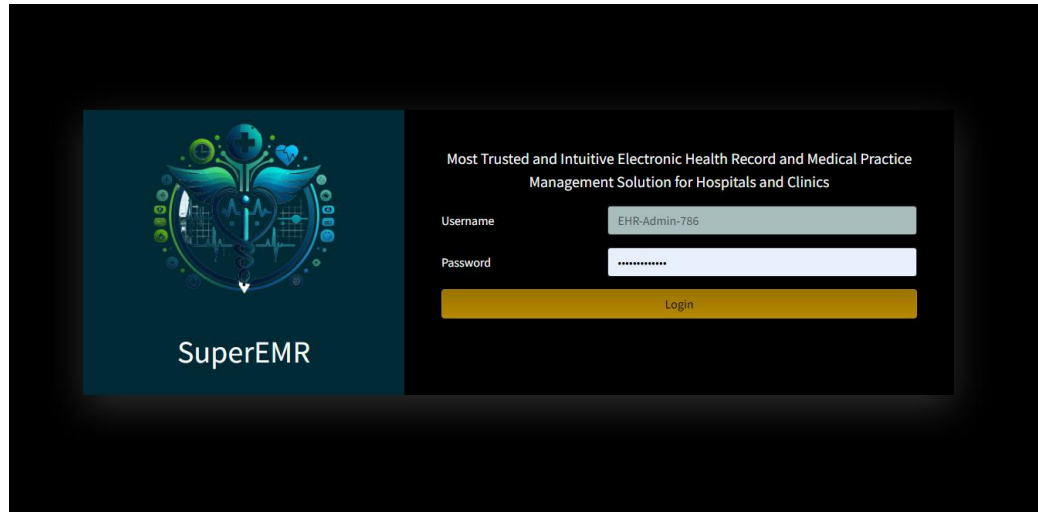 Most Trusted and Intuitive Electronic Health Record and Medical Practice
Management Solution for Hospitals and Clinics
Username
EHR-Admin-786
Password
•••••••••••••
Login
SuperEMR